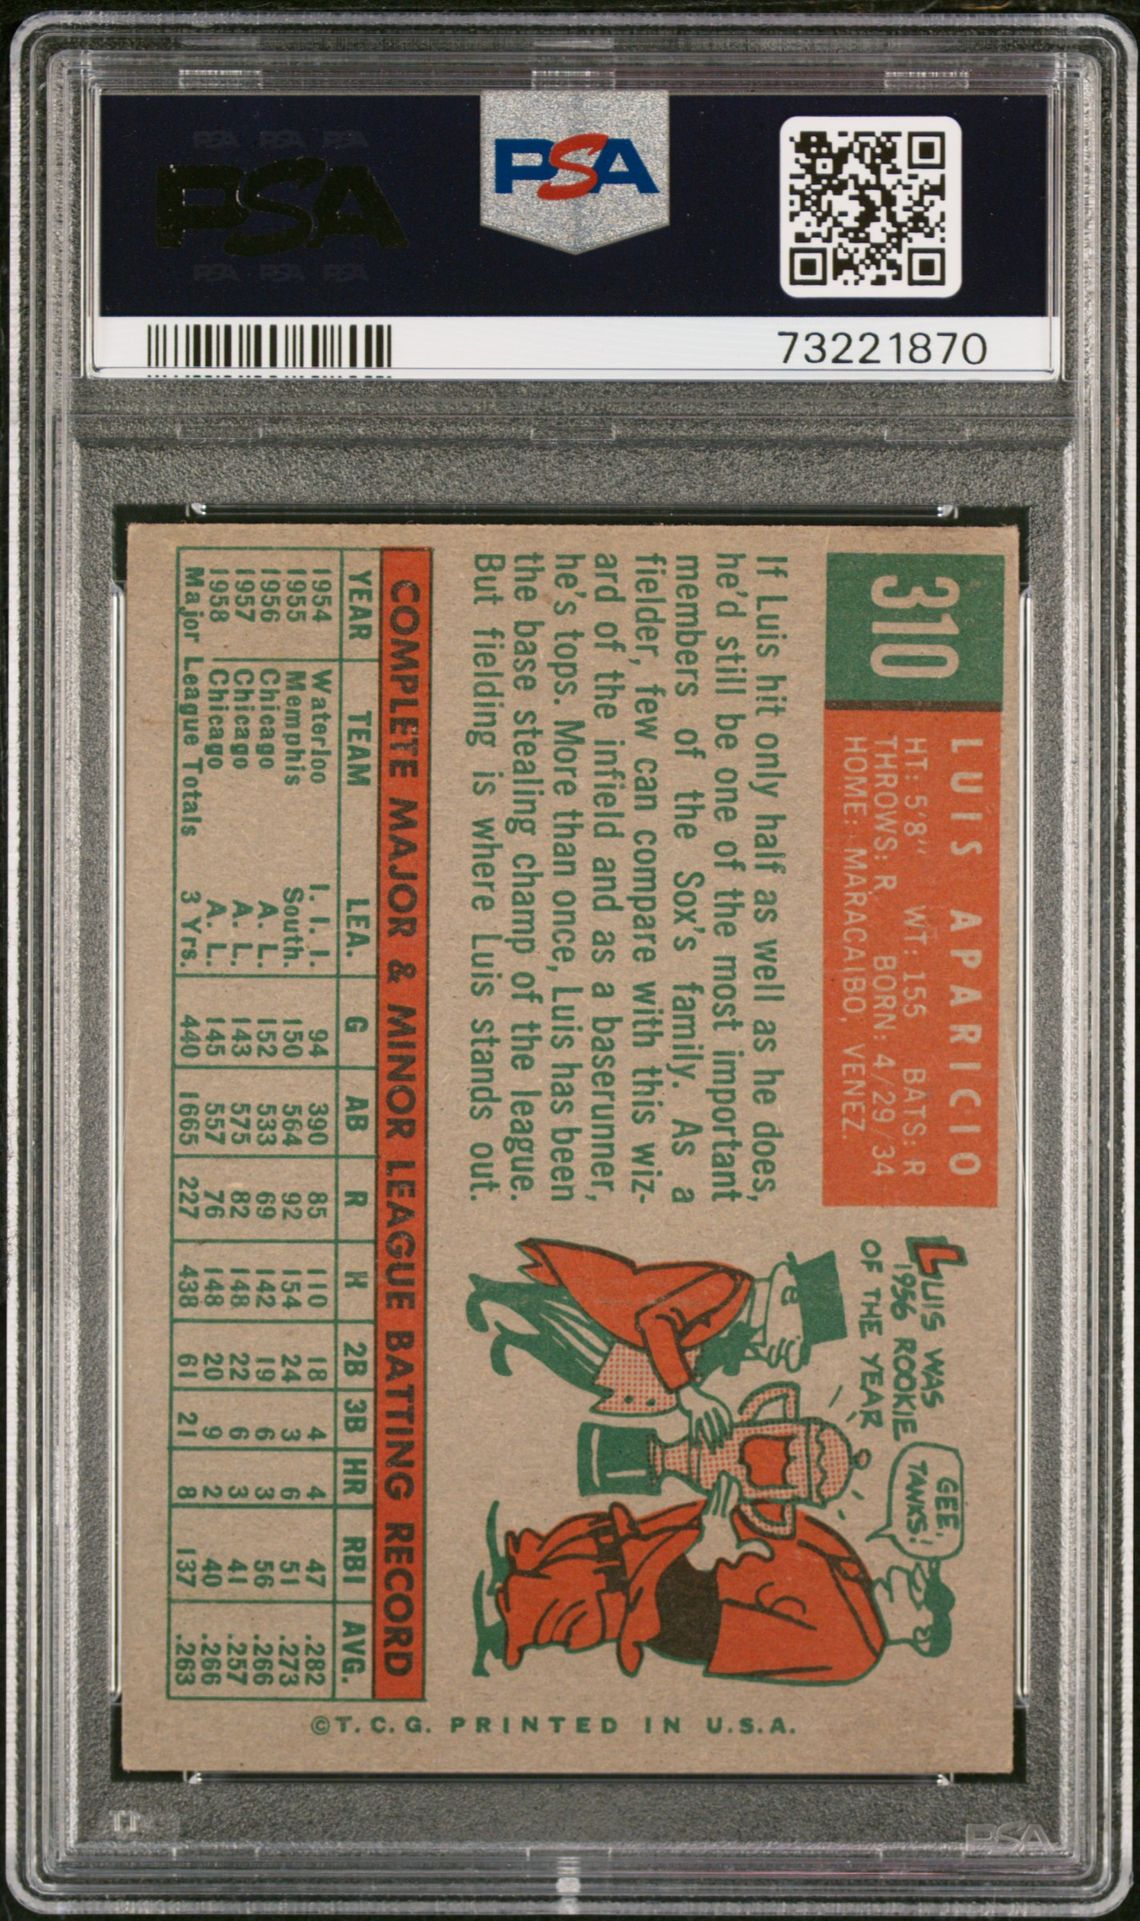 PSA PSA PSA
PSA
PSA PSA PSA
PSA
73221870
310
LUIS APARICIO
HT: 5'8" WT: 155 BATS: R
THROWS: R BORN: 4/29/34
HOME: MARACAIBO, VENEZ.
If Luis hit only half as well as he does,
he'd still be one of the most important
members of the Sox's family. As a
fielder, few can compare with this wiz-
ard of the infield and as a baserunner,
he's tops. More than once, Luis has been
the base stealing champ of the league.
But fielding is where Luis stands out.
LUIS WAS
1956 ROOKIE
OF THE YEAR
GEE,
TANKS!
COMPLETE MAJOR & MINOR LEAGUE BATTING RECORD
YEAR TEAM LEA. G AB R H 2B 3B HR RBI AVG.
1954 Waterloo I. I. I. 94 390 85 110 18 4 4 47 .282
1955 Memphis South. 150 564 92 154 24 3 6 51 .273
1956 Chicago A. L. 152 533 69 142 19 6 3 56 .266
1957 Chicago A. L. 143 575 82 148 22 6 3 41 .257
1958 Chicago A. L. 145 557 76 148 20 9 2 40 .266
Major League Totals 3 Yrs. 440 1665 227 438 61 21 8 137 .263
©T. C. G. PRINTED IN U.S.A.
PSA